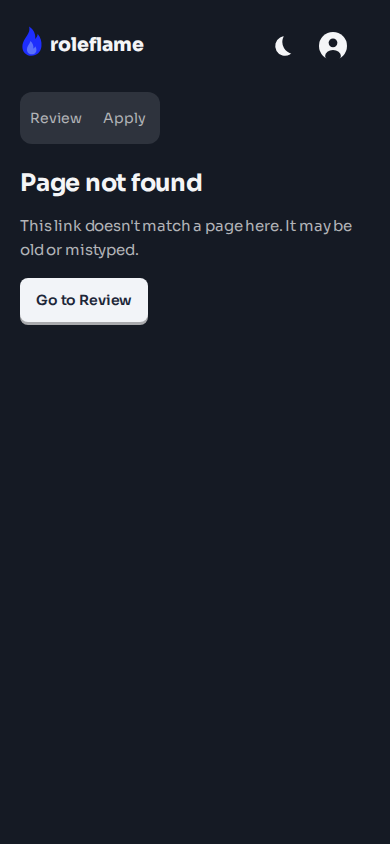 roleflame
Review Apply
Page not found
This link doesn't match a page here. It may be
old or mistyped.
Go to Review